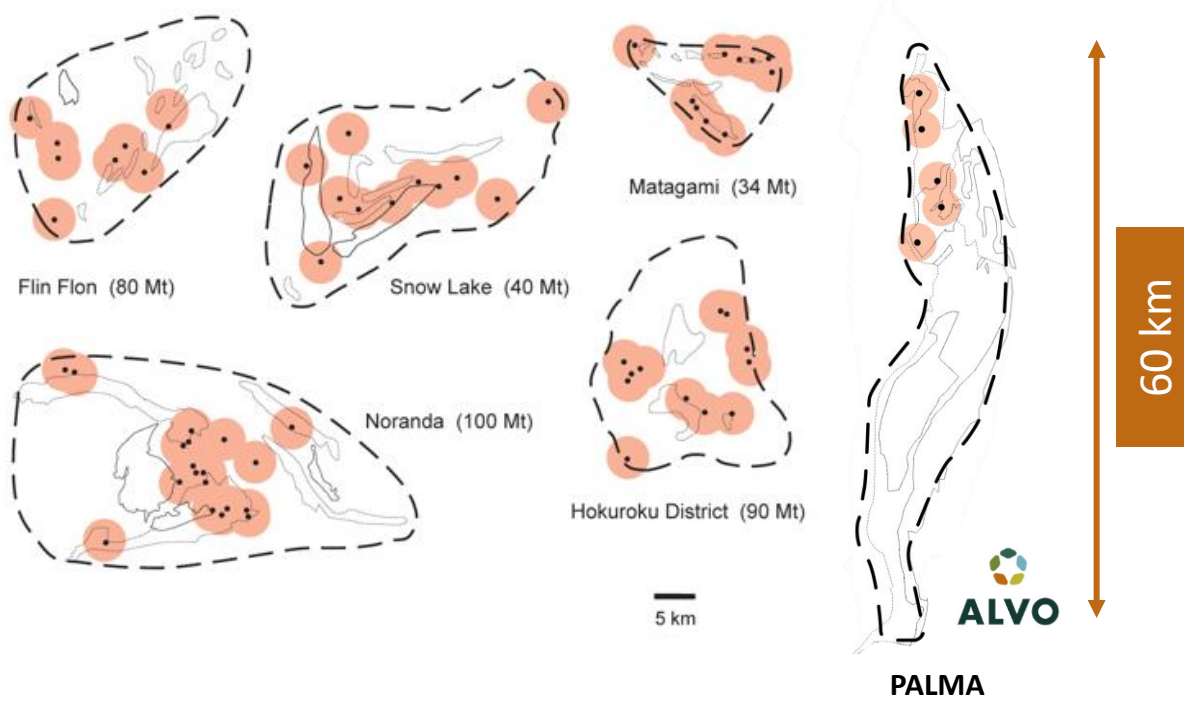 Matagami (34 Mt)
Flin Flon (80 Mt)
Snow Lake (40 Mt)
60 km
Noranda (100 Mt)
Hokuroku District (90 Mt)
5 km
ALVO
PALMA